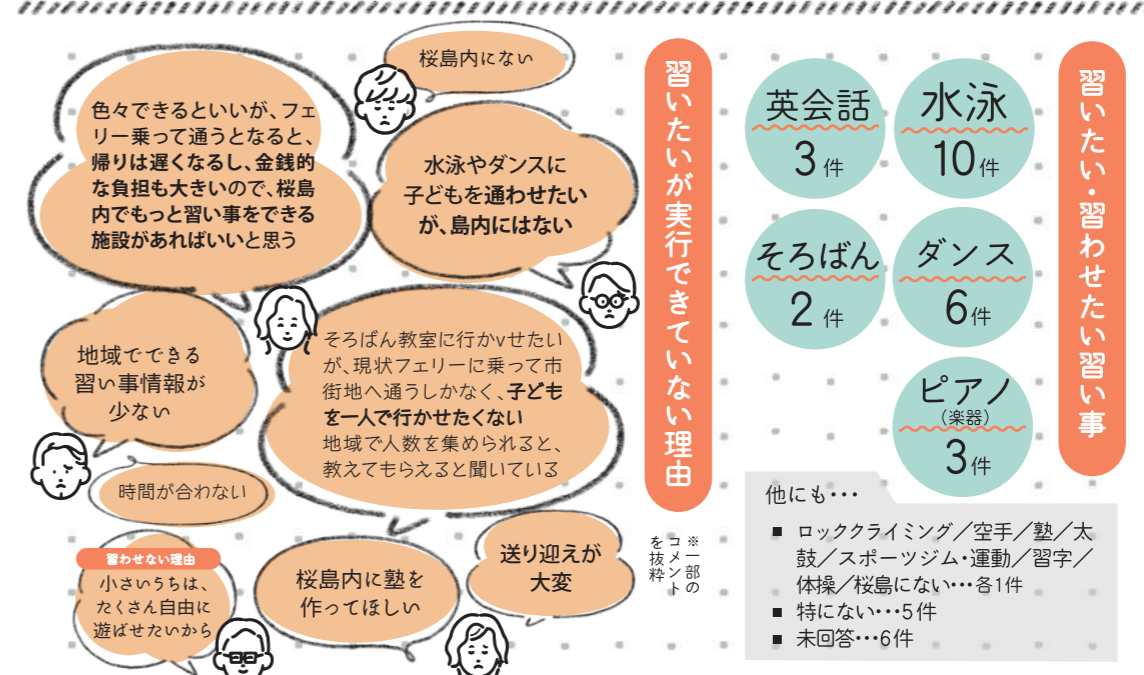 習いたい・習わせたい習い事
水泳
10件
英会話
3件
ダンス
6件
そろばん
2件
ピアノ
（楽器）
3件
他にも・・・
■ ロッククライミング／空手／塾／太
鼓／スポーツジム・運動／習字／
体操／桜島にない・・・各1件
■ 特にない・・・5件
■ 未回答・・・6件
習いたいが実行できていない理由
※一部の
コメント
を抜粋
桜島内にない
色々できるといいが、フェ
リー乗って通うとなると、
帰りは遅くなるし、金銭的
な負担も大きいので、桜島
内でもっと習い事をできる
施設があればいいと思う
水泳やダンスに
子どもを通わせたい
が、島内にはない
地域でできる
習い事情報が
少ない
そろばん教室に行かvせたい
が、現状フェリーに乗って市
街地へ通うしかなく、子ども
を一人で行かせたくない
地域で人数を集められると、
教えてもらえると聞いている
時間が合わない
習わせない理由
小さいうちは、
たくさん自由に
遊ばせたいから
桜島内に塾を
作ってほしい
送り迎えが
大変